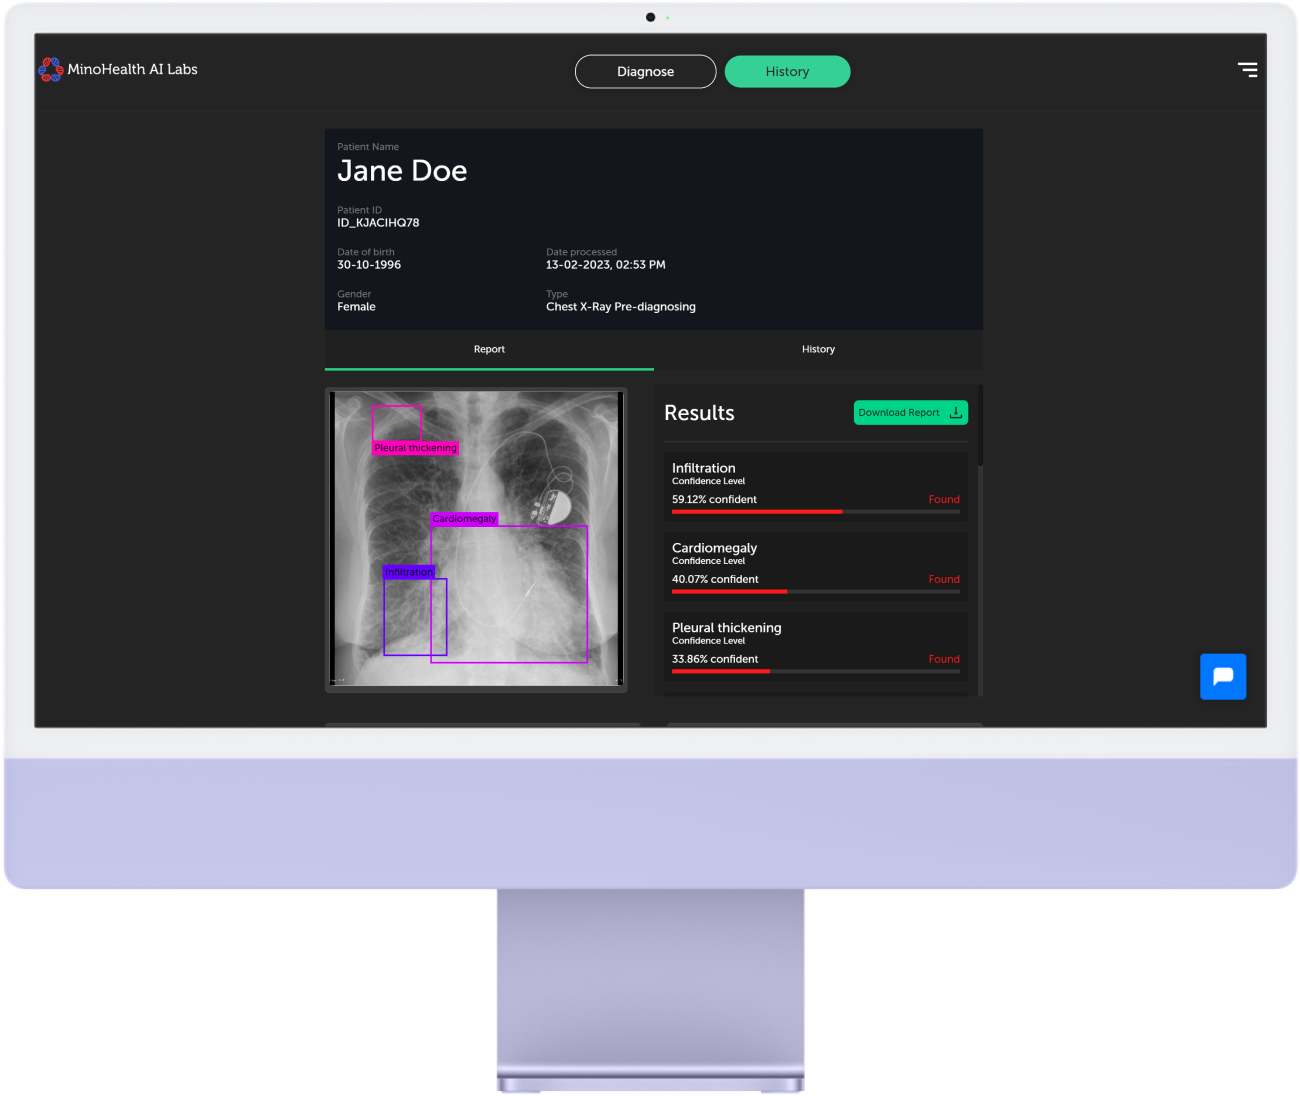 MinoHealth AI Labs
Diagnose
History
Patient Name
Jane Doe
Patient ID
ID_KJACIHQ78
Date of birth
Date processed
30-10-1996
13-02-2023, 02:53 PM
Gender
Type
Female
Chest X-Ray Pre-diagnosing
Report
History
Pleural thickening
Cardiomegaly
Infiltration
Results
Download Report
Infiltration
Confidence Level
59.12% confident
Found
Cardiomegaly
Confidence Level
40.07% confident
Found
Pleural thickening
Confidence Level
33.86% confident
Found